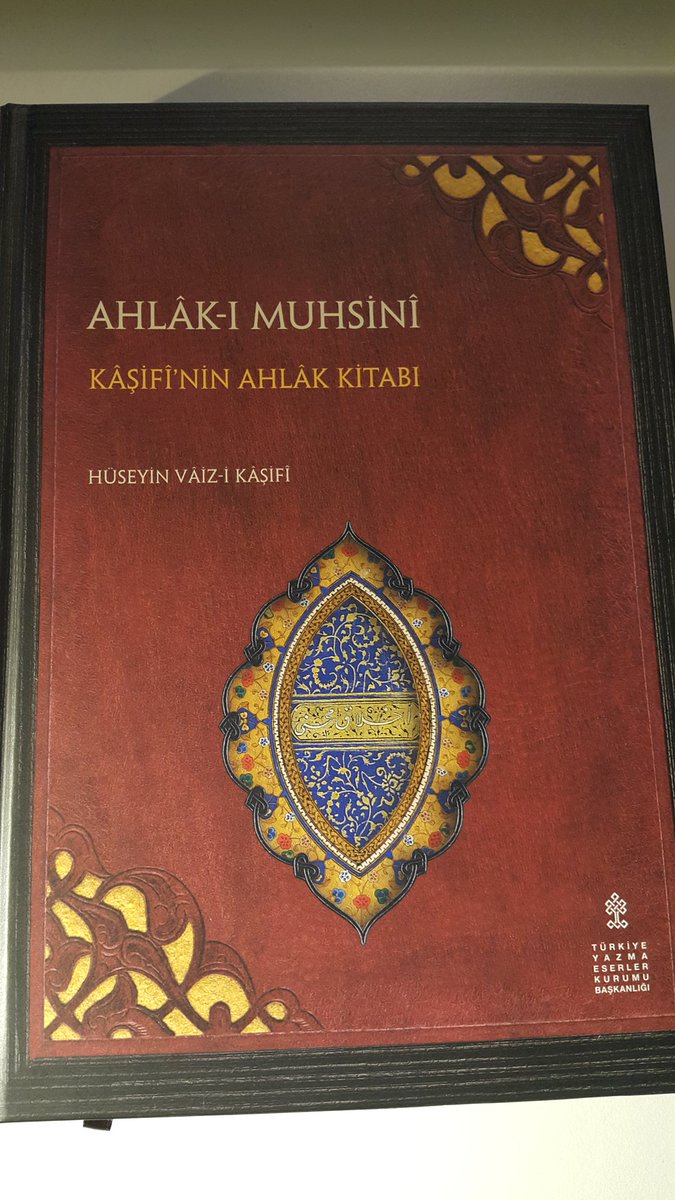 AHLÂK-I MUHSİNÎ
KÂŞİFÎ’NİN AHLÂK KİTABI
HÜSEYİN VÂİZ-İ KÂŞİFÎ
TÜRKİYE
YAZMA
ESERLER
KURUMU
BAŞKANLIĞI